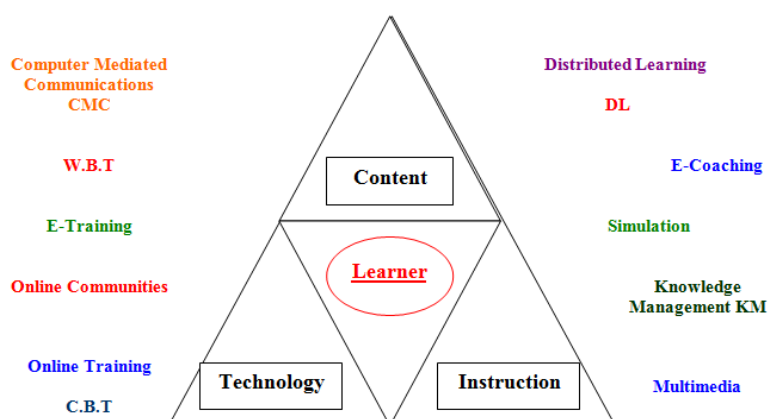 Computer Mediated
Communications
CMC
W.B.T
E-Training
Online Communities
Online Training
C.B.T
Content
Learner
Technology
Instruction
Distributed Learning
DL
E-Coaching
Simulation
Knowledge
Management KM
Multimedia